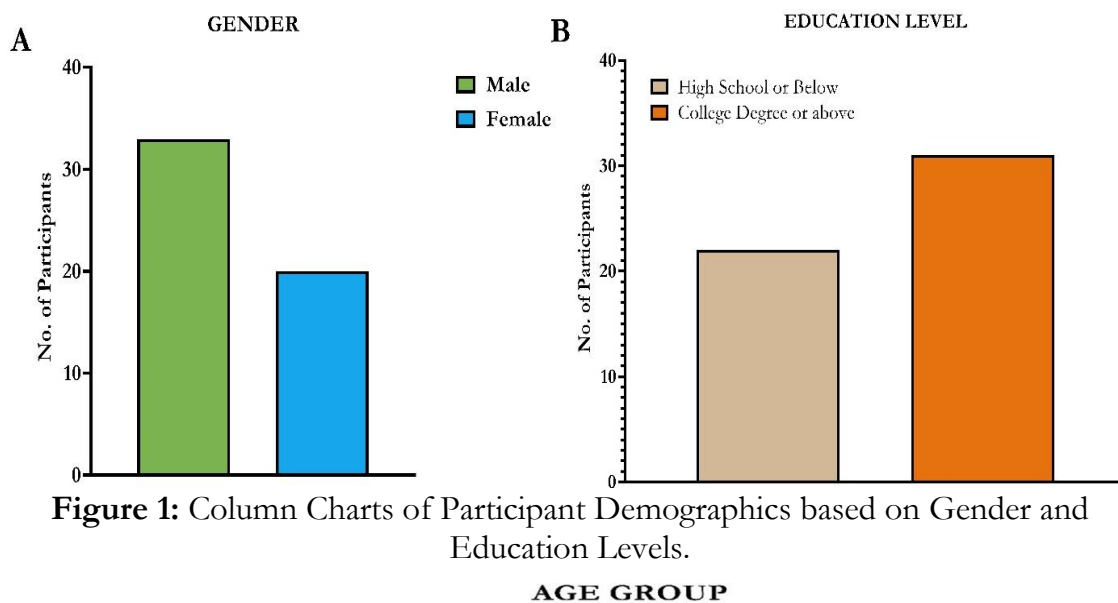 A
GENDER
40
30
20
10
0
No. of Participants
Male
Female
B
EDUCATION LEVEL
40
30
20
10
0
No. of Participants
High School or Below
College Degree or above
Figure 1: Column Charts of Participant Demographics based on Gender and
Education Levels.
AGE GROUP